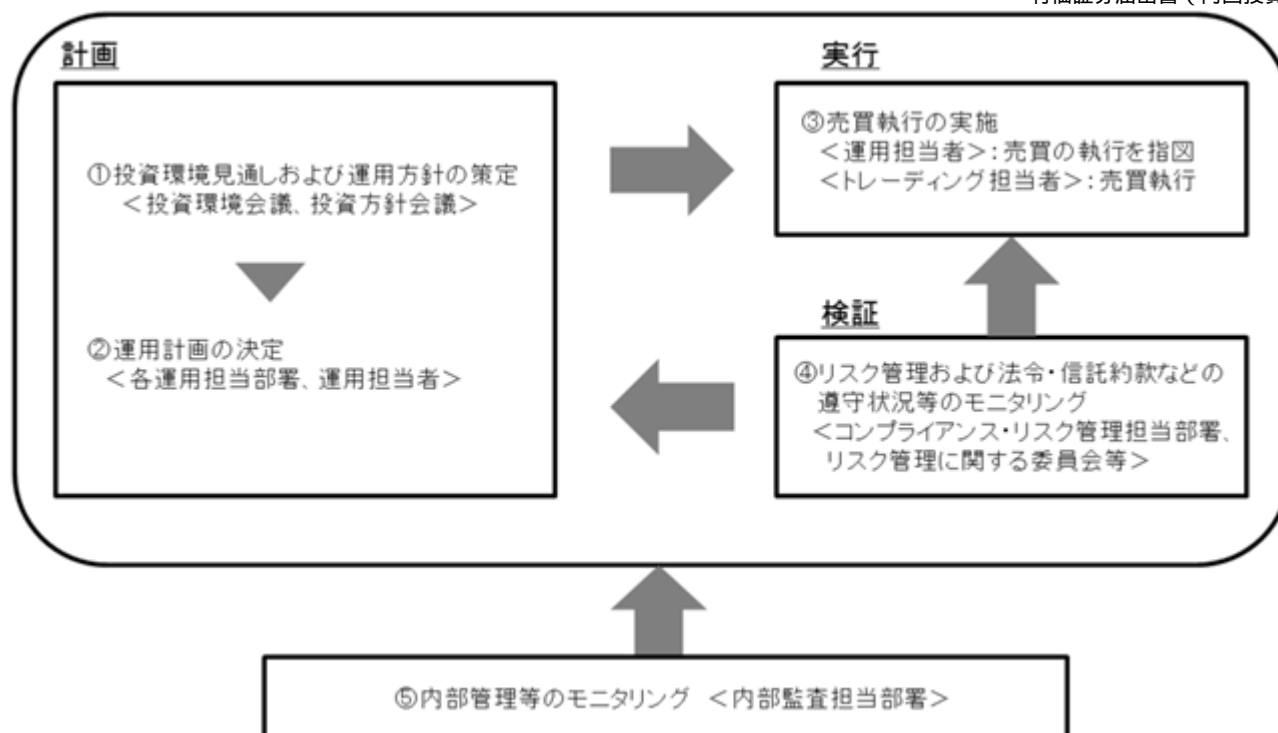 計画
①投資環境見通しおよび運用方針の策定
＜投資環境会議、投資方針会議＞
②運用計画の決定
＜各運用担当部署、運用担当者＞
実行
③売買執行の実施
＜運用担当者＞：売買の執行を指図
＜トレーディング担当者＞：売買執行
検証
④リスク管理および法令・信託約款などの
遵守状況等のモニタリング
＜コンプライアンス・リスク管理担当部署、
リスク管理に関する委員会等＞
⑤内部管理等のモニタリング ＜内部監査担当部署＞